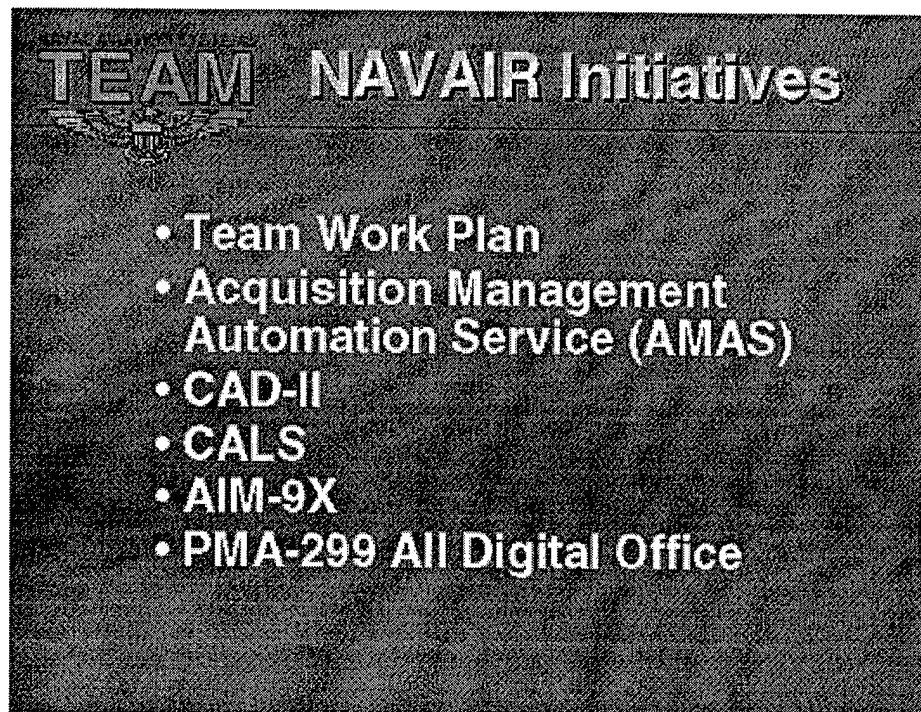 TEAM NAVAIR Initiatives
• Team Work Plan
• Acquisition Management
Automation Service (AMAS)
• CAD-II
• CALS
• AIM-9X
• PMA-299 All Digital Office